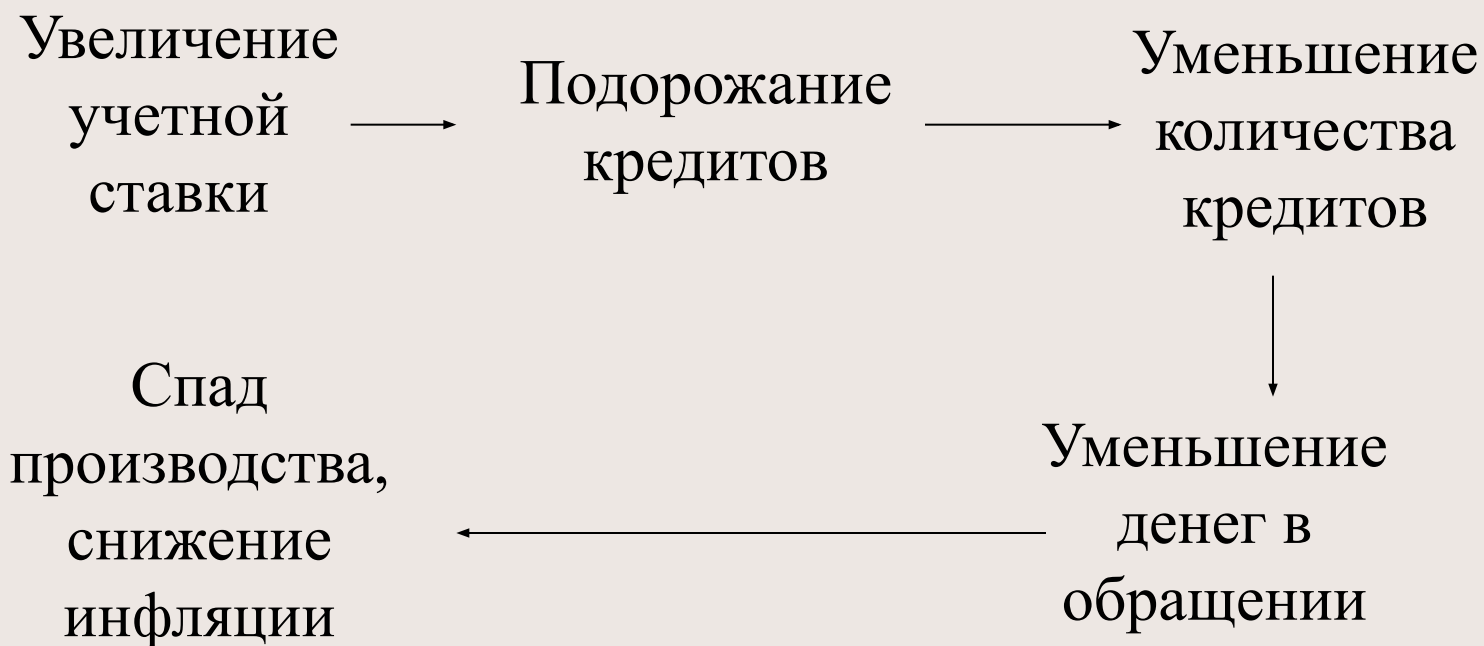 Увеличение
учетной
ставки
Подорожание
кредитов
Уменьшение
количества
кредитов
Уменьшение
денег в
обращении
Спад
производства,
снижение
инфляции